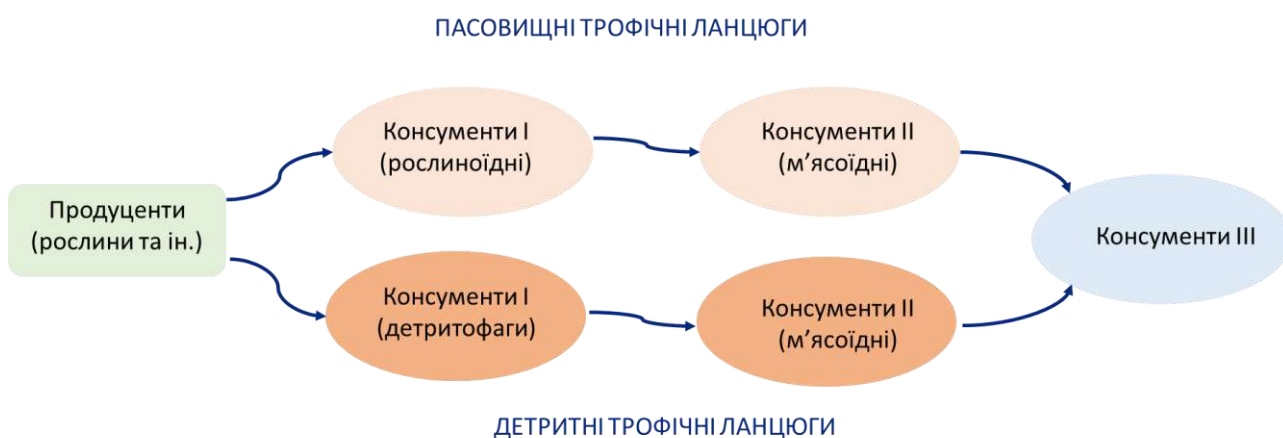 ПАСОВИЩНІ ТРОФІЧНІ ЛАНЦЮГИ
Консументи І
(рослиноїдні)
Консументи ІІ
(м’ясоїдні)
Продуценти
(рослини та ін.)
Консументи ІІІ
Консументи І
(детритофаги)
Консументи ІІ
(м’ясоїдні)
ДЕТРИТНІ ТРОФІЧНІ ЛАНЦЮГИ